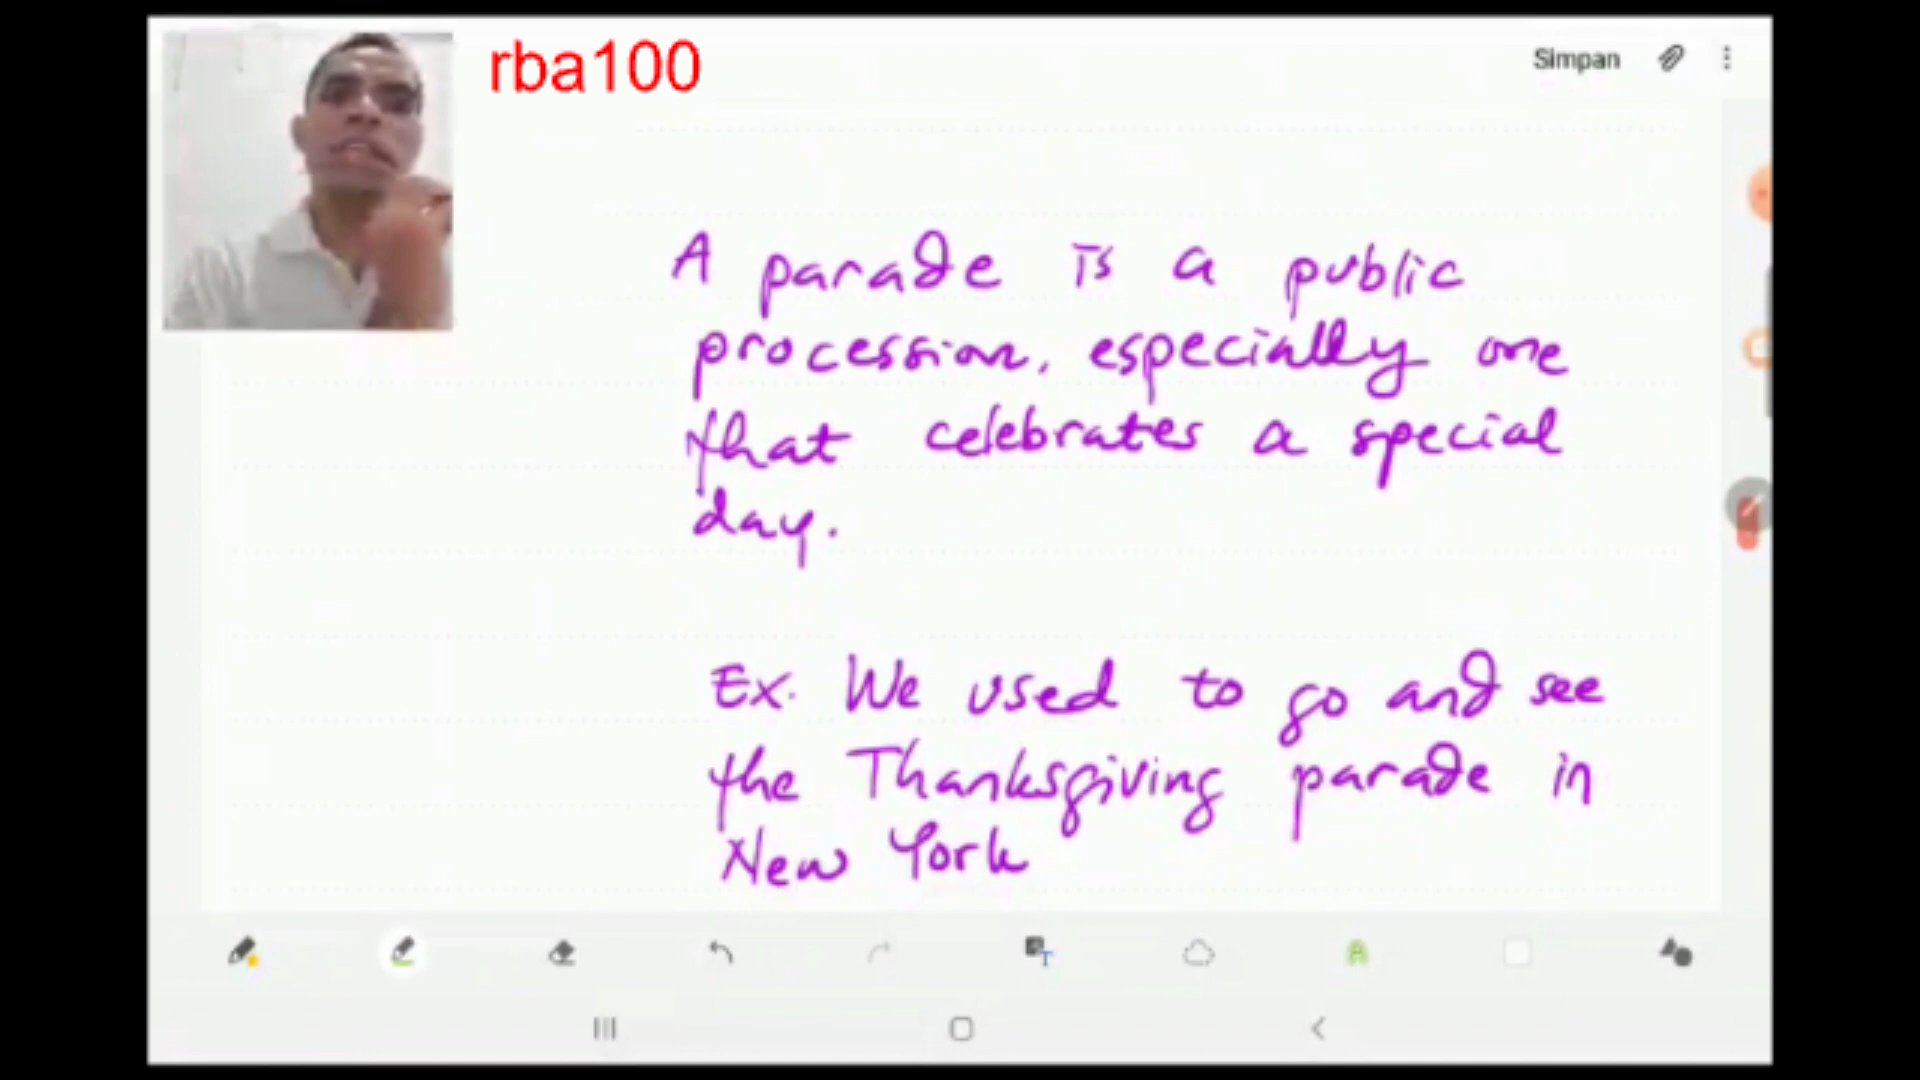 rba100
Simpan
A parade is a public
procession, especially one
that celebrates a special
day.
Ex. We used to go and see
the Thanksgiving parade in
New York